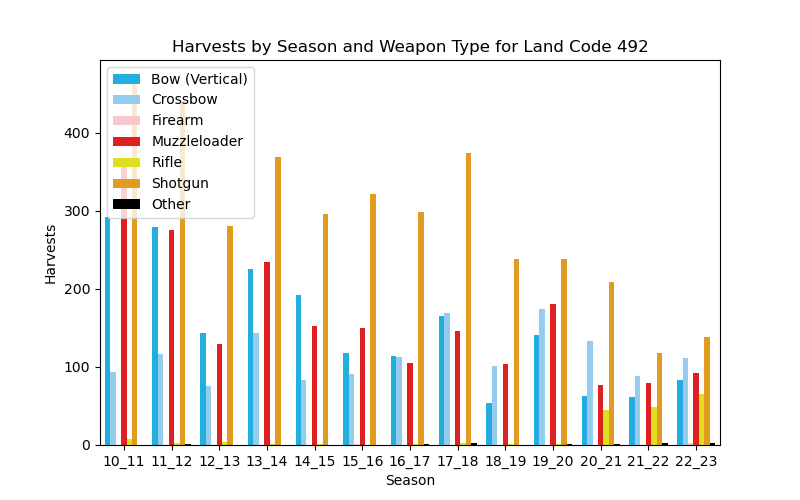 Harvests by Season and Weapon Type for Land Code 492
Bow (Vertical)
Crossbow
Firearm
Muzzleloader
Rifle
Shotgun
Other
400
300
200
100
0
Harvests
10_11 11_12 12_13 13_14 14_15 15_16 16_17 17_18 18_19 19_20 20_21 21_22 22_23
Season